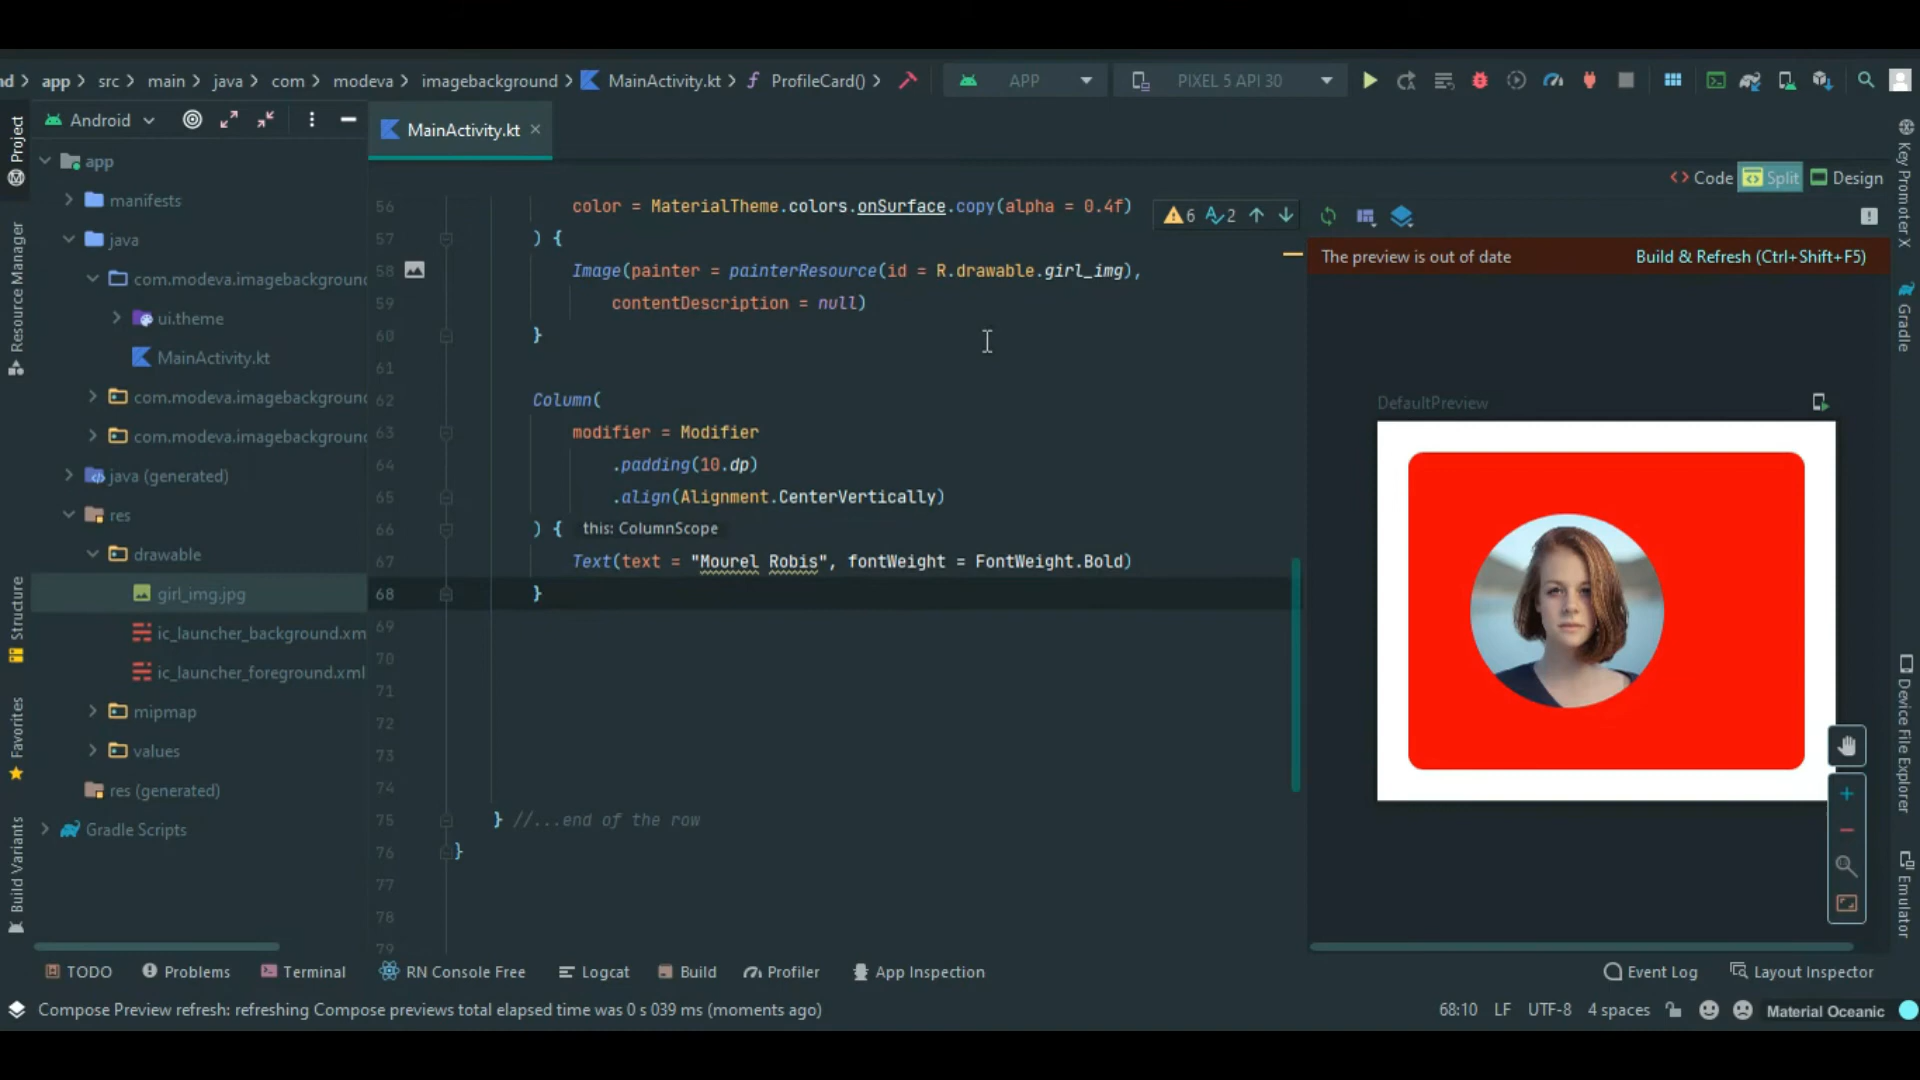 nd > app > src > main > java > com > modeva > imagebackground > MainActivity.kt > ProfileCard() >
APP
PIXEL 5 API 30
Android
MainActivity.kt
Code Split Design
Project
Resource Manager
Structure
Favorites
Build Variants
app
manifests
java
com.modeva.imagebackground
ui.theme
MainActivity.kt
com.modeva.imagebackground
com.modeva.imagebackground
java (generated)
res
drawable
girl_img.jpg
ic_launcher_background.xm
ic_launcher_foreground.xml
mipmap
values
res (generated)
Gradle Scripts
6 2
56 color = MaterialTheme.colors.onSurface.copy(alpha = 0.4f)
57 ) {
58 Image(painter = painterResource(id = R.drawable.girl_img),
59 contentDescription = null)
60 }
61
62 Column(
63 modifier = Modifier
64 .padding(10.dp)
65 .align(Alignment.CenterVertically)
66 ) { this: ColumnScope
67 Text(text = "Mourel Robis", fontWeight = FontWeight.Bold)
68 }
69
70
71
72
73
74
75 } //...end of the row
76 }
77
78
79
The preview is out of date
Build & Refresh (Ctrl+Shift+F5)
DefaultPreview
Key Promoter X
Gradle
Device File Explorer
Emulator
TODO Problems Terminal RN Console Free Logcat Build Profiler App Inspection
Event Log Layout Inspector
Compose Preview refresh: refreshing Compose previews total elapsed time was 0 s 039 ms (moments ago)
68:10 LF UTF-8 4 spaces Material Oceanic